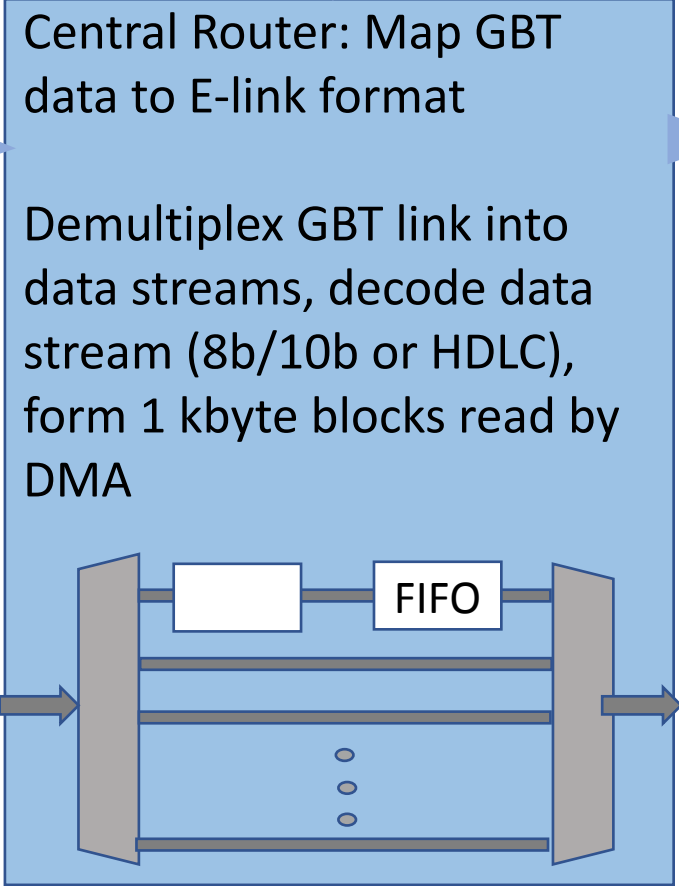 Central Router: Map GBT
data to E-link format
Demultiplex GBT link into
data streams, decode data
stream (8b/10b or HDLC),
form 1 kbyte blocks read by
DMA
FIFO